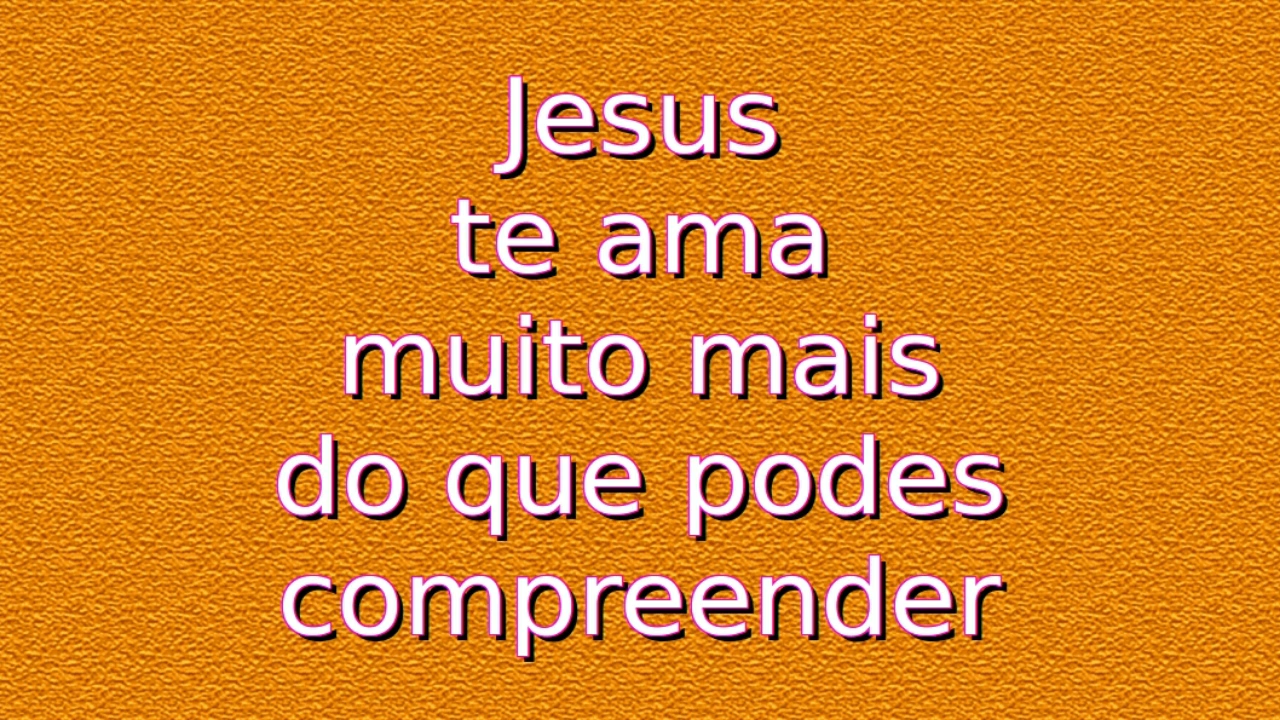 Jesus
te ama
muito mais
do que podes
compreender